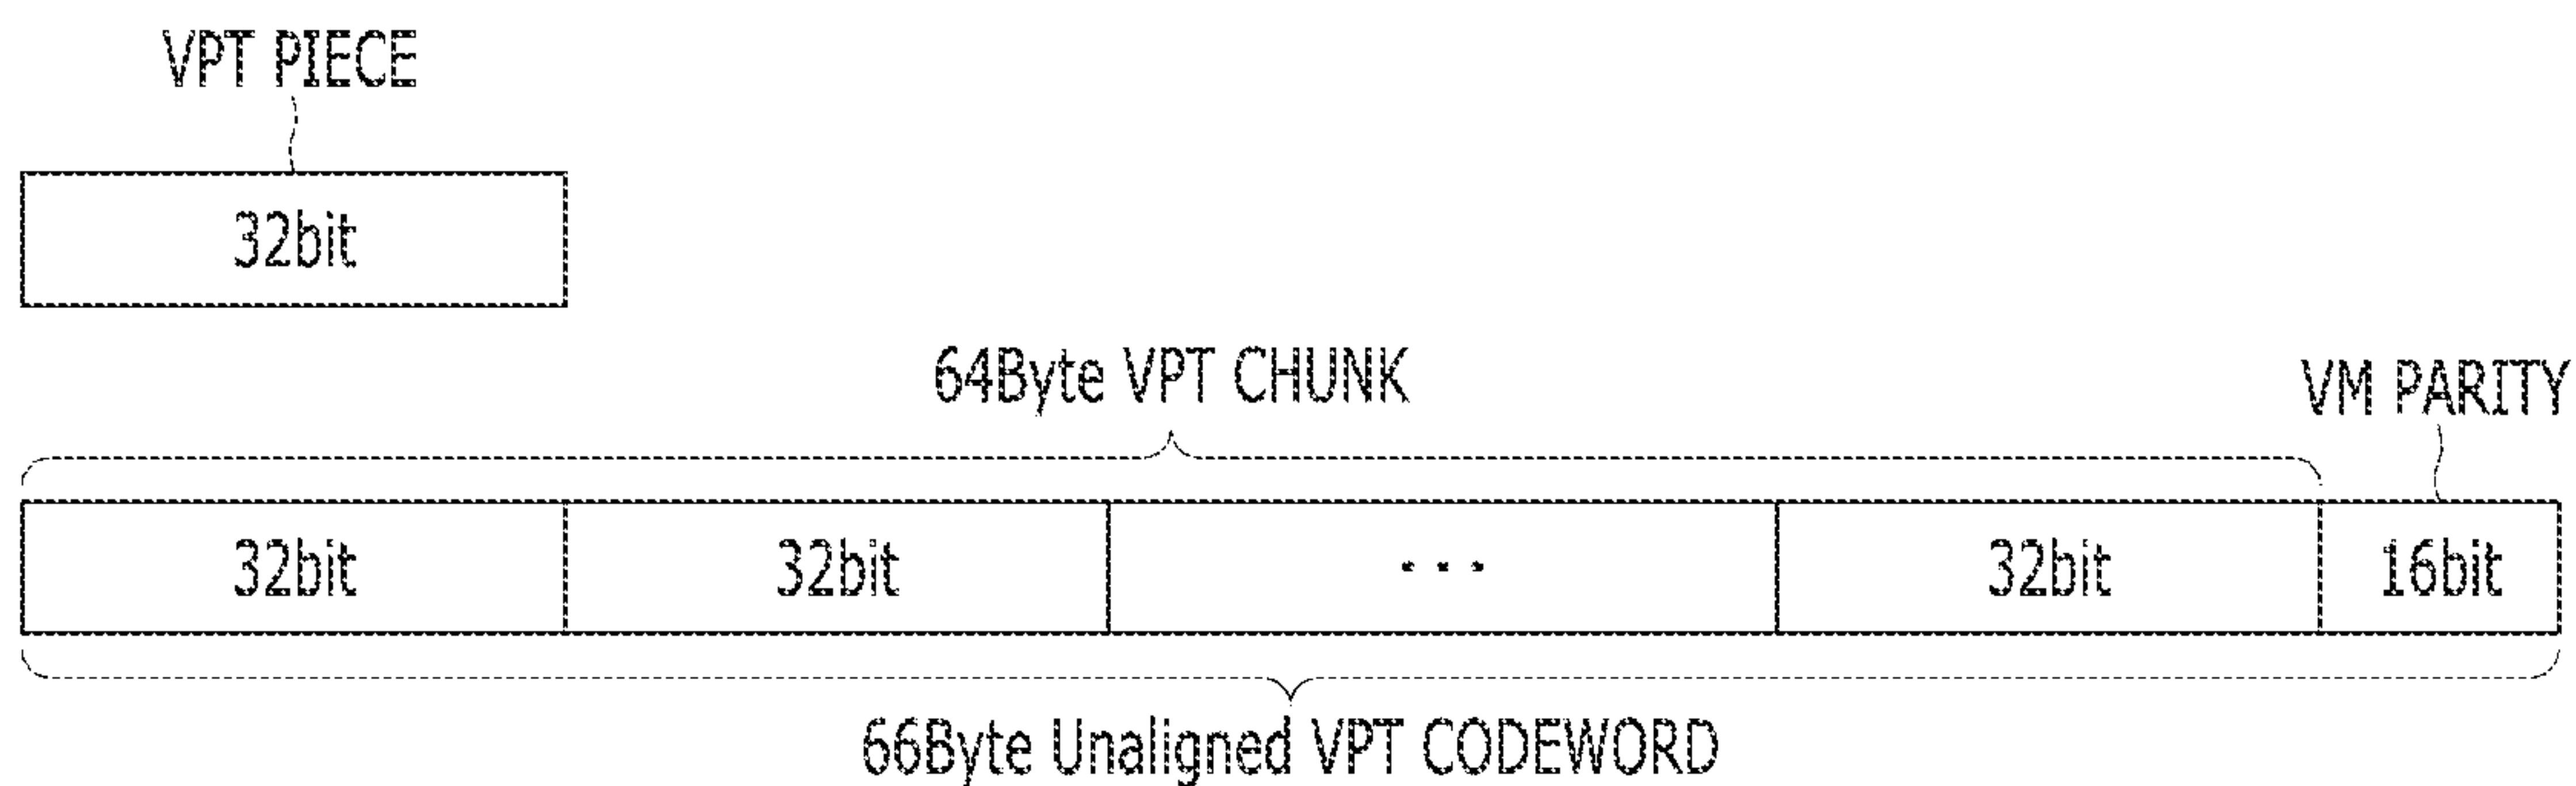 VPT PIECE
32bit
64Byte VPT CHUNK
VM PARITY
32bit 32bit ... 32bit 16bit
66Byte Unaligned VPT CODEWORD